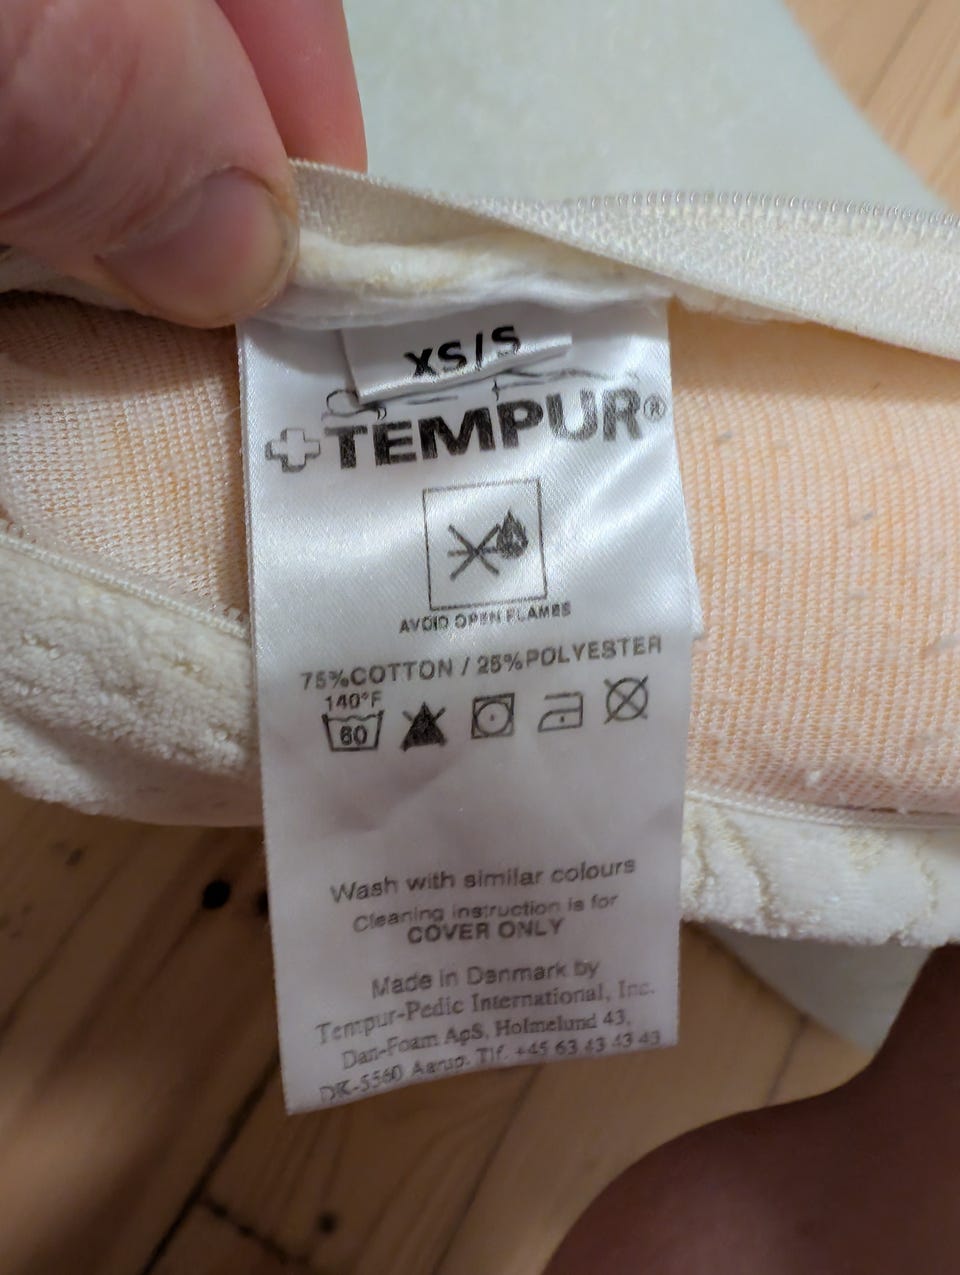 XS/S
TEMPUR®
AVOID OPEN FLAMES
75%COTTON / 25%POLYESTER
140°F
60
Wash with similar colours
Cleaning instruction is for
COVER ONLY
Made in Denmark by
Tempur-Pedic International, Inc.
Dan-Foam ApS, Holmelund 43,
DK-5560 Aarup. Tlf. +45 63 43 43 43